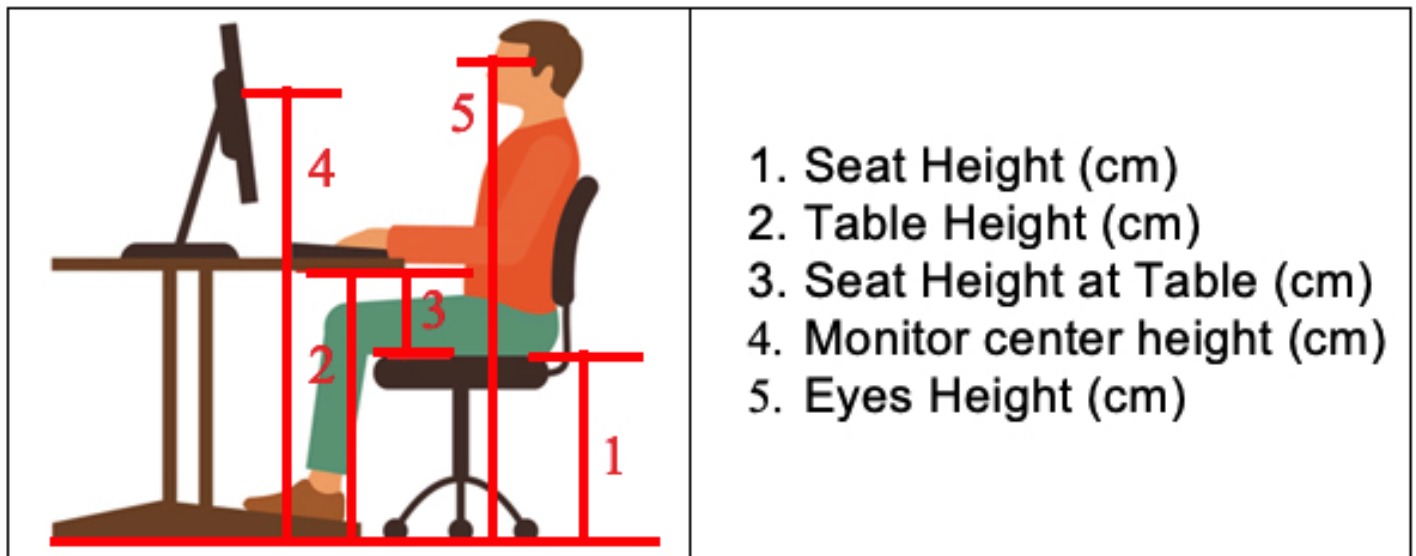 5
4
3
2
1
1. Seat Height (cm)
2. Table Height (cm)
3. Seat Height at Table (cm)
4. Monitor center height (cm)
5. Eyes Height (cm)